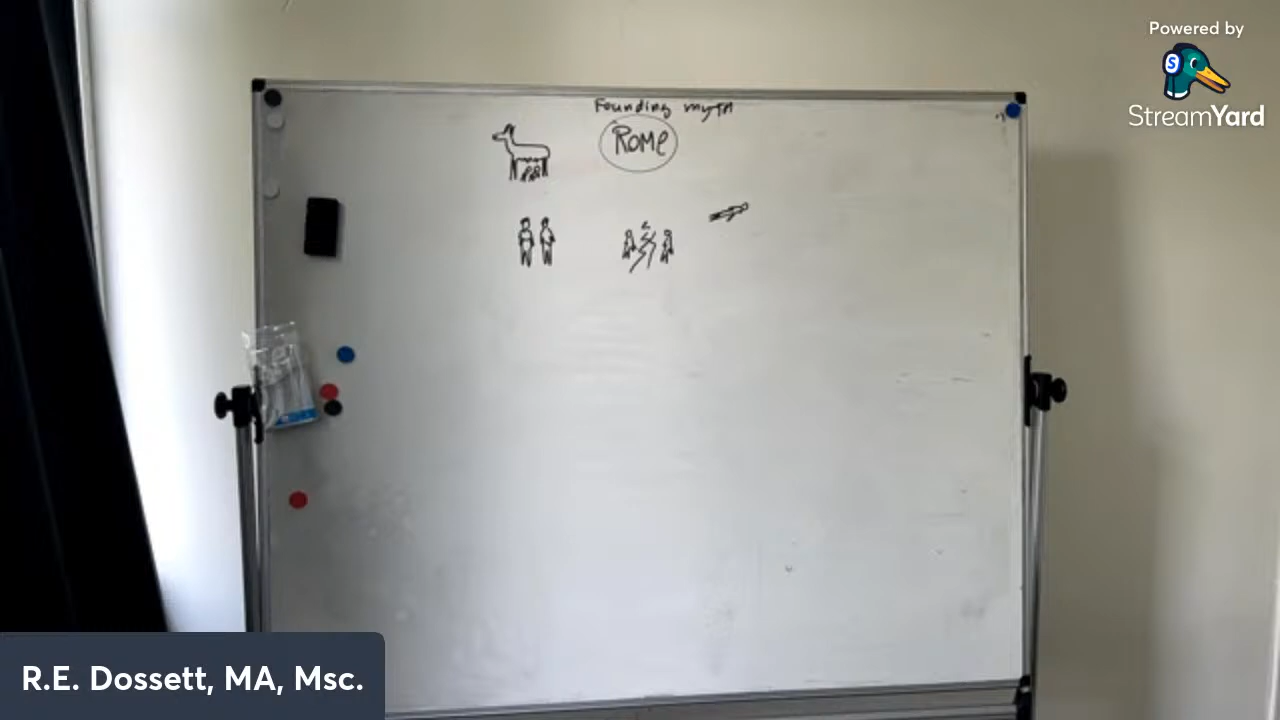 Powered by
StreamYard
Founding myth
Rome
R.E. Dossett, MA, Msc.